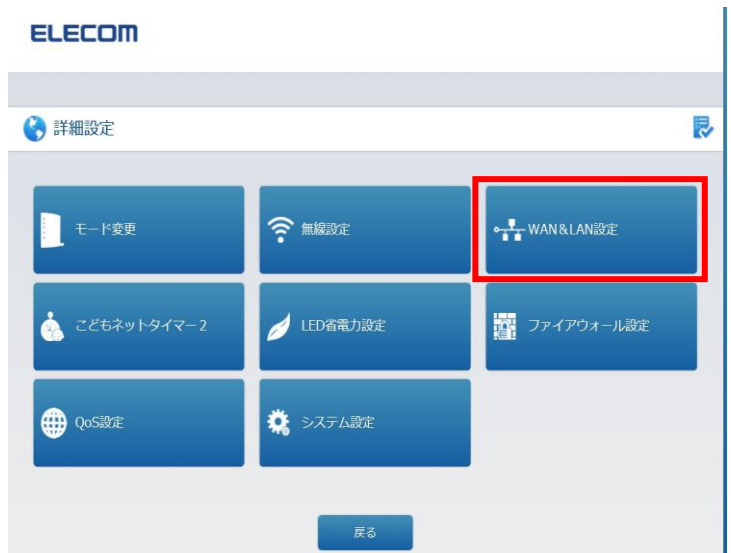 ELECOM
詳細設定
モード変更
無線設定
WAN&LAN設定
こどもネットタイマー2
LED省電力設定
ファイアウォール設定
QoS設定
システム設定
戻る